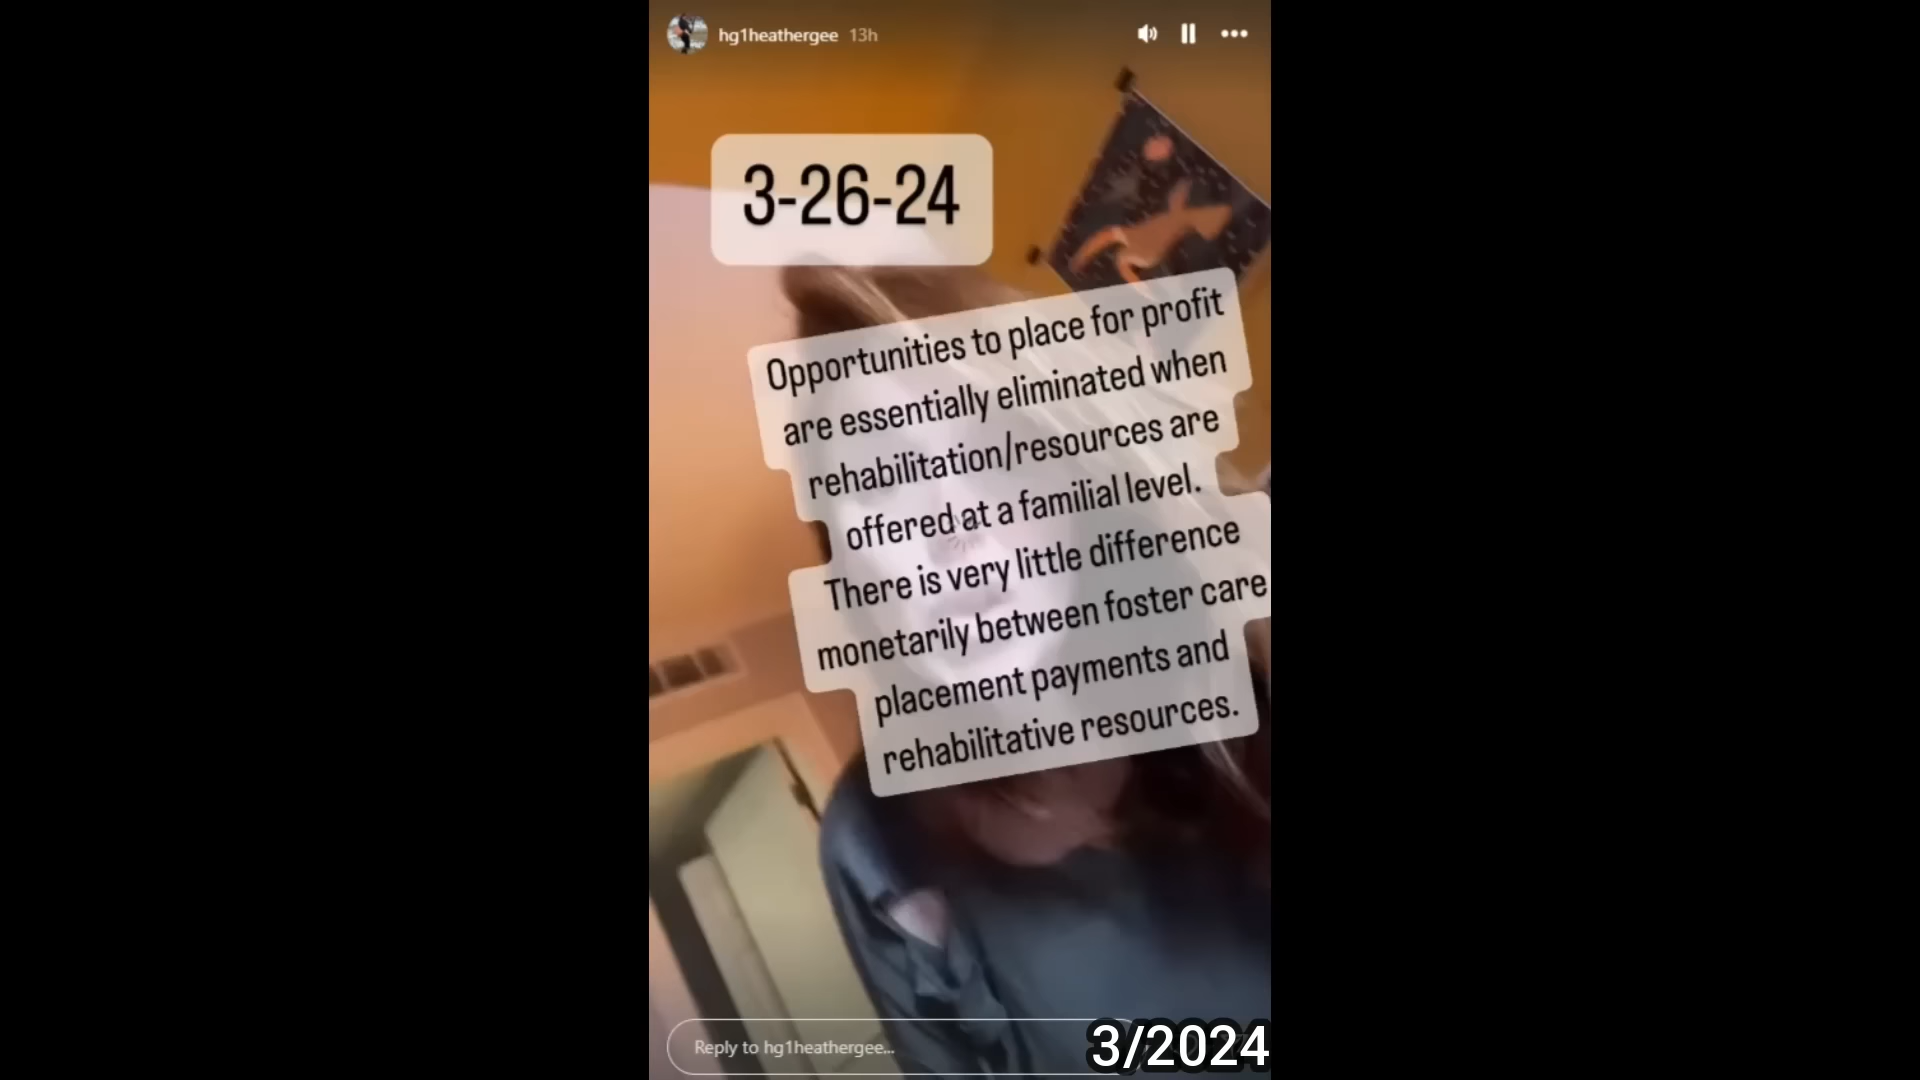 hg1heathergee 13h
3-26-24
Opportunities to place for profit
are essentially eliminated when
rehabilitation/resources are
offered at a familial level.
There is very little difference
monetarily between foster care
placement payments and
rehabilitative resources.
Reply to hg1heathergee...
3/2024